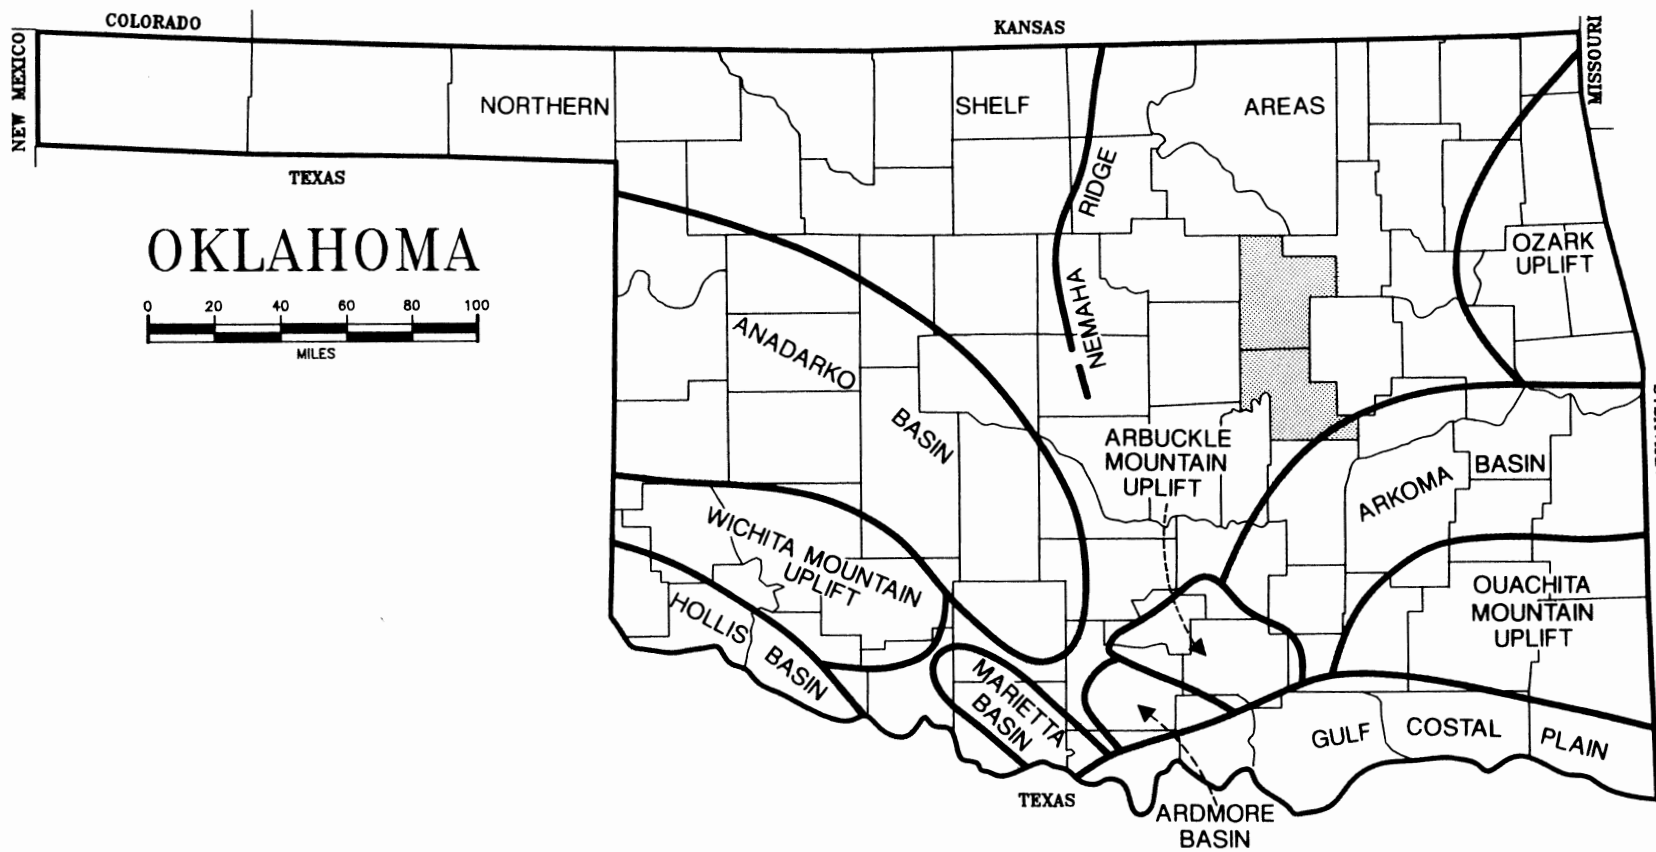 COLORADO
KANSAS
NEW MEXICO
MISSOURI
NORTHERN
SHELF
AREAS
TEXAS
RIDGE
OKLAHOMA
OZARK
UPLIFT
NEMAHA
0 20 40 60 80 100
MILES
ANADARKO
BASIN
ARBUCKLE
MOUNTAIN
UPLIFT
ARKOMA
BASIN
WICHITA MOUNTAIN
UPLIFT
OUACHITA
MOUNTAIN
UPLIFT
HOLLIS
BASIN
MARIETTA
BASIN
GULF
COSTAL
PLAIN
TEXAS
ARDMORE
BASIN